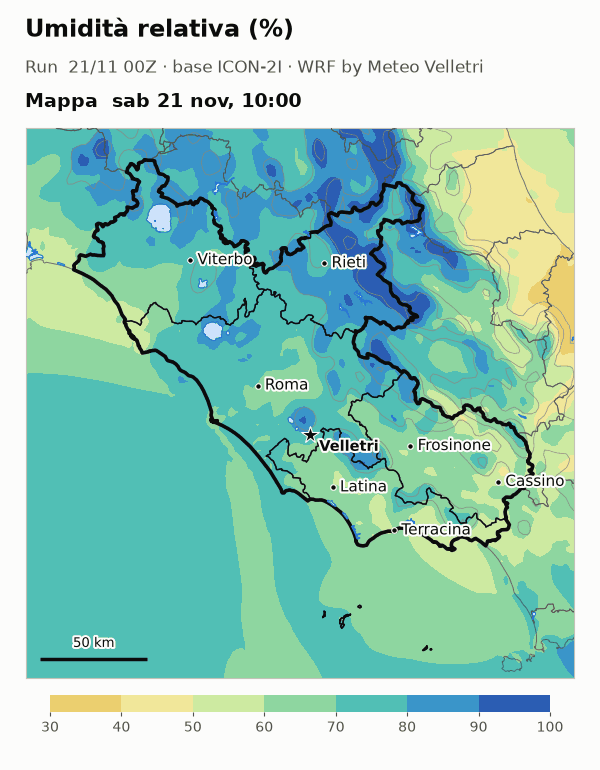 Umidità relativa (%)
Run  21/11 00Z · base ICON-2I · WRF by Meteo Velletri
Mappa  sab 21 nov, 10:00
Viterbo
Rieti
Roma
Velletri
Frosinone
Cassino
Latina
Terracina
50 km
30 40 50 60 70 80 90 100